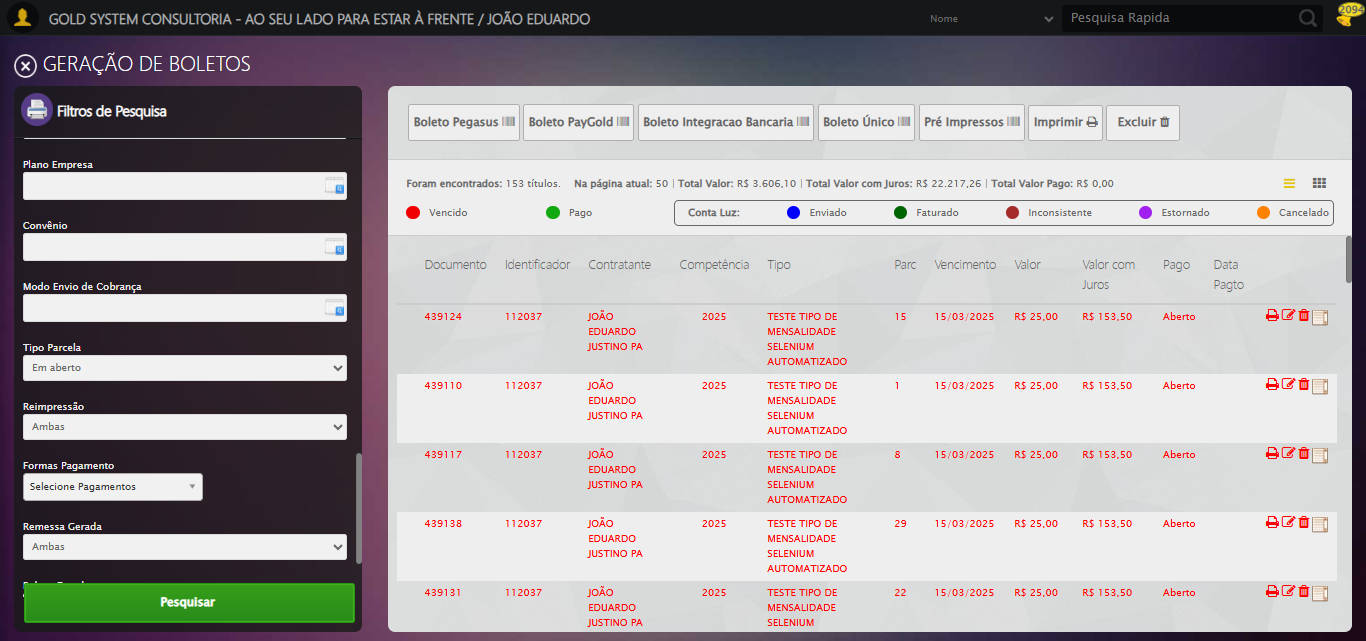 GOLD SYSTEM CONSULTORIA - AO SEU LADO PARA ESTAR À FRENTE / JOÃO EDUARDO
Nome
Pesquisa Rapida
2094
GERAÇÃO DE BOLETOS
Filtros de Pesquisa
Plano Empresa
Convênio
Modo Envio de Cobrança
Tipo Parcela
Em aberto
Reimpressão
Ambas
Formas Pagamento
Selecione Pagamentos
Remessa Gerada
Ambas
Pesquisar
Boleto Pegasus Boleto PayGold Boleto Integracao Bancaria Boleto Único Pré Impressos Imprimir Excluir
Foram encontrados: 153 títulos. Na página atual: 50 | Total Valor: R$ 3.606,10 | Total Valor com Juros: R$ 22.217,26 | Total Valor Pago: R$ 0,00
Vencido Pago Conta Luz: Enviado Faturado Inconsistente Estornado Cancelado
Documento Identificador Contratante Competência Tipo Parc Vencimento Valor Valor com Pago Data
Juros Pagto
439124 112037 JOÃO 2025 TESTE TIPO DE 15 15/03/2025 R$ 25,00 R$ 153,50 Aberto
EDUARDO MENSALIDADE
JUSTINO PA SELENIUM
AUTOMATIZADO
439110 112037 JOÃO 2025 TESTE TIPO DE 1 15/03/2025 R$ 25,00 R$ 153,50 Aberto
EDUARDO MENSALIDADE
JUSTINO PA SELENIUM
AUTOMATIZADO
439117 112037 JOÃO 2025 TESTE TIPO DE 8 15/03/2025 R$ 25,00 R$ 153,50 Aberto
EDUARDO MENSALIDADE
JUSTINO PA SELENIUM
AUTOMATIZADO
439138 112037 JOÃO 2025 TESTE TIPO DE 29 15/03/2025 R$ 25,00 R$ 153,50 Aberto
EDUARDO MENSALIDADE
JUSTINO PA SELENIUM
AUTOMATIZADO
439131 112037 JOÃO 2025 TESTE TIPO DE 22 15/03/2025 R$ 25,00 R$ 153,50 Aberto
EDUARDO MENSALIDADE
JUSTINO PA SELENIUM